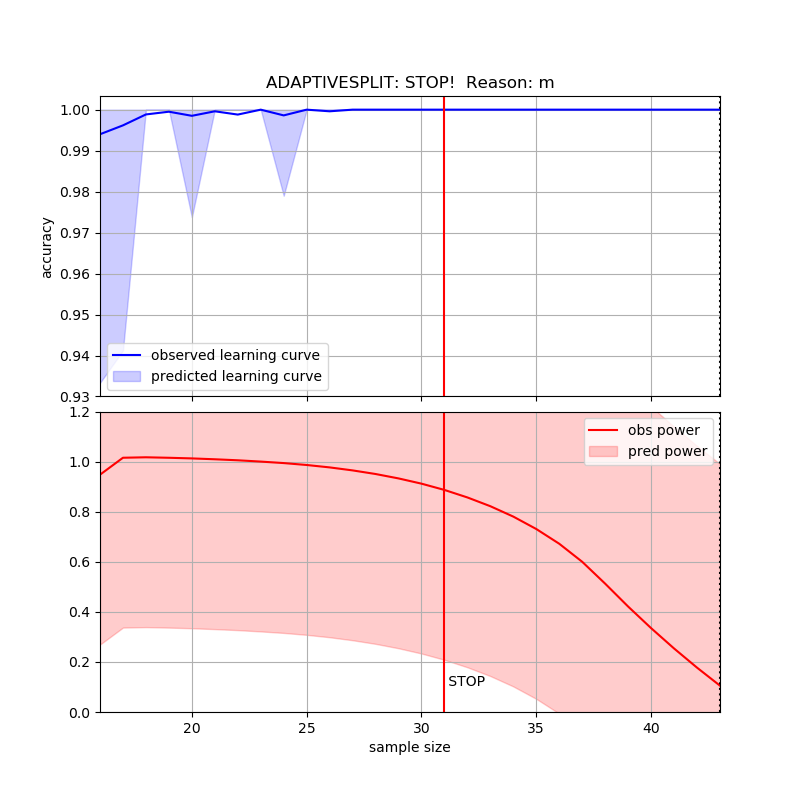 ADAPTIVESPLIT: STOP!  Reason: m
1.00
0.99
0.98
0.97
0.96
0.95
0.94
0.93
accuracy
observed learning curve
predicted learning curve
1.2
1.0
0.8
0.6
0.4
0.2
0.0
obs power
pred power
STOP
20 25 30 35 40
sample size